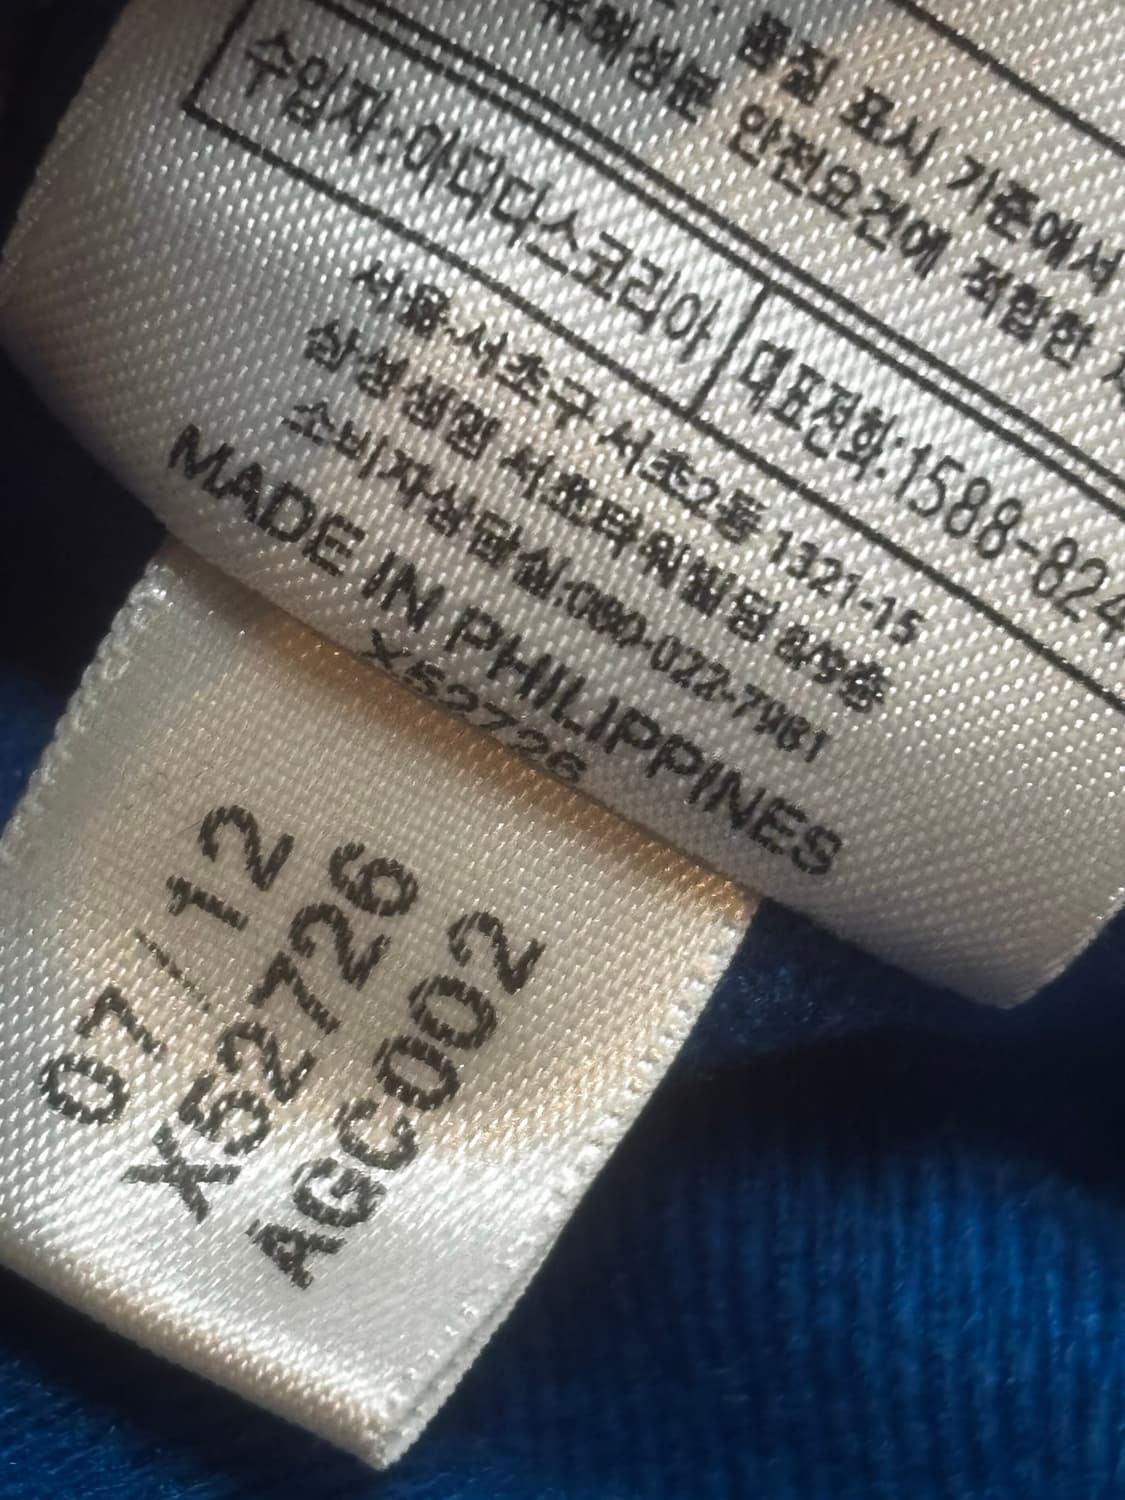 품질 표시 기준에서
유해성분 안전요건에 적합한
수입자:아디다스코리아 대표전화:1588-824
서울.서초구 서초2동 1321-15
삼성생명 서초타워빌딩 8/9층
소비자상담실:080-022-7981
MADE IN PHILIPPINES
X52726
07/12
X52726
AGC002